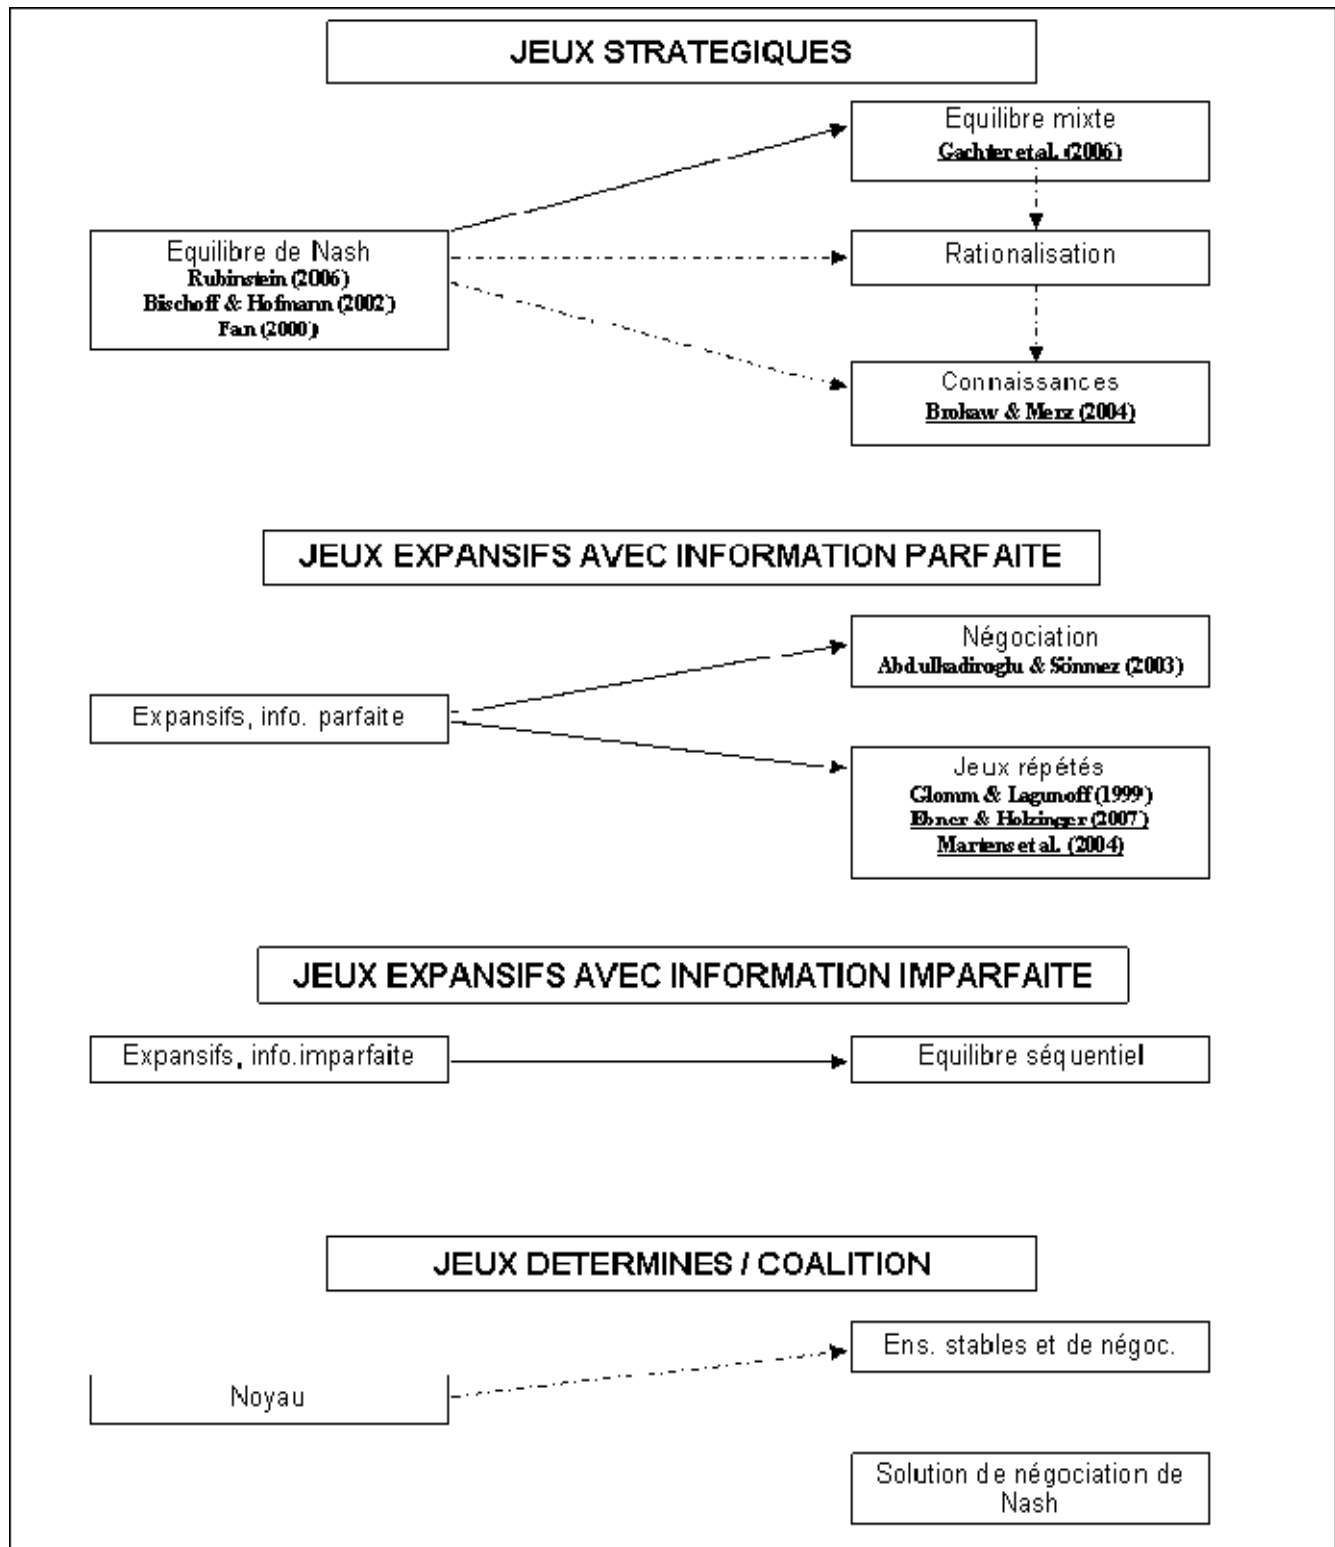 JEUX STRATEGIQUES
Equilibre mixte
Gachter et al. (2006)
Equilibre de Nash
Rubinstein (2006)
Bischoff & Hofmann (2002)
Fan (2000)
Rationalisation
Connaissances
Brokaw & Merz (2004)
JEUX EXPANSIFS AVEC INFORMATION PARFAITE
Négociation
Abdulkadiroglu & Sönmez (2003)
Expansifs, info. parfaite
Jeux répétés
Glomm & Lagunoff (1999)
Ebner & Holzinger (2007)
Martens et al. (2004)
JEUX EXPANSIFS AVEC INFORMATION IMPARFAITE
Expansifs, info.imparfaite
Equilibre séquentiel
JEUX DETERMINES / COALITION
Ens. stables et de négoc.
Noyau
Solution de négociation de
Nash